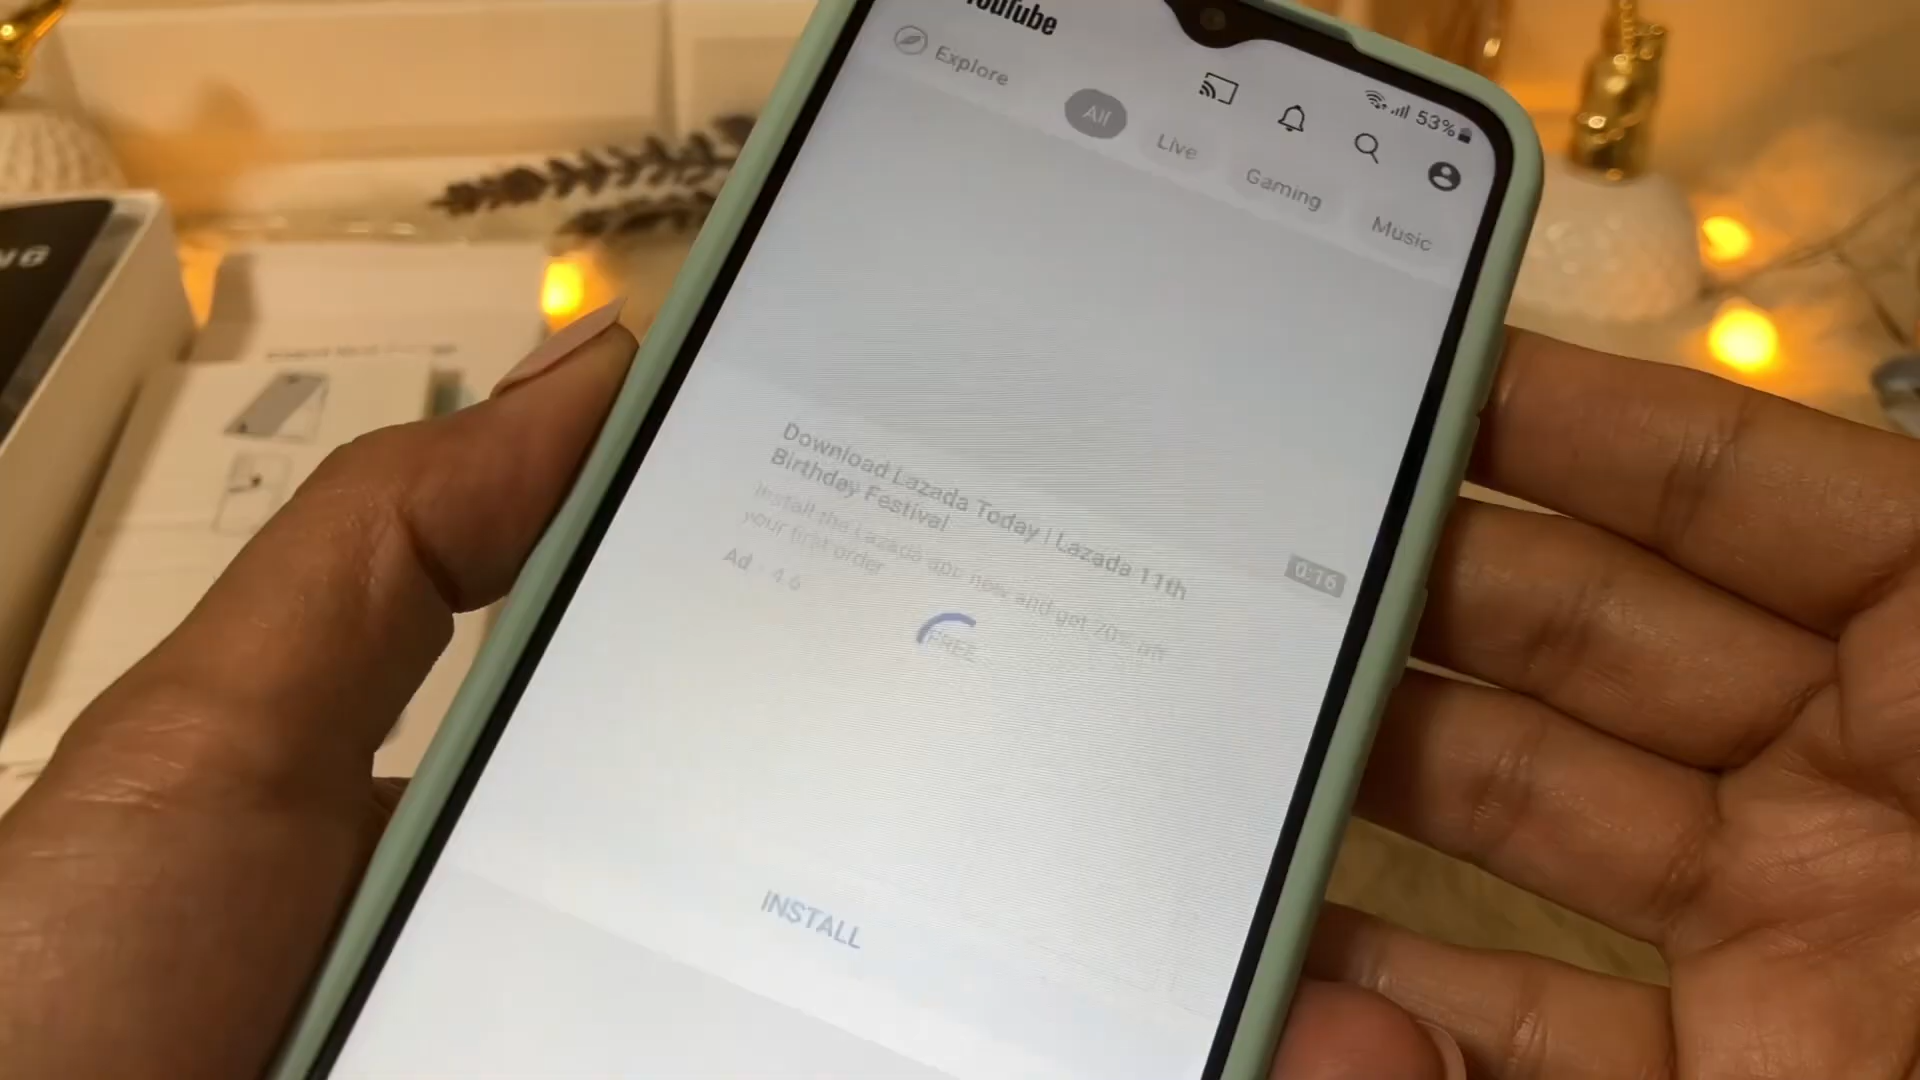 YouTube
53%
Explore
All
Live
Gaming
Music
Download Lazada Today | Lazada 11th
Birthday Festival
0:16
Install the Lazada app now and get 70% off
your first order
Ad · 4.6
FREE
INSTALL
NG